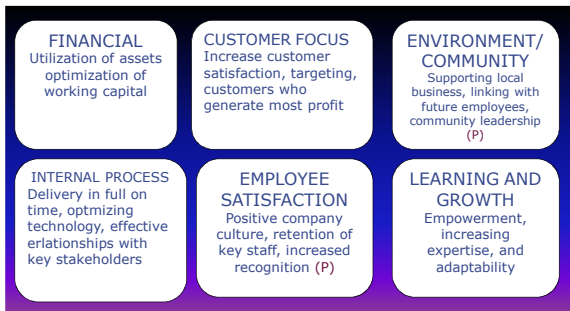 FINANCIAL
Utilization of assets
optimization of
working capital
CUSTOMER FOCUS
Increase customer
satisfaction, targeting,
customers who
generate most profit
ENVIRONMENT/
COMMUNITY
Supporting local
business, linking with
future employees,
community leadership
(P)
INTERNAL PROCESS
Delivery in full on
time, optmizing
technology, effective
erlationships with
key stakeholders
EMPLOYEE
SATISFACTION
Positive company
culture, retention of
key staff, increased
recognition (P)
LEARNING AND
GROWTH
Empowerment,
increasing
expertise, and
adaptability